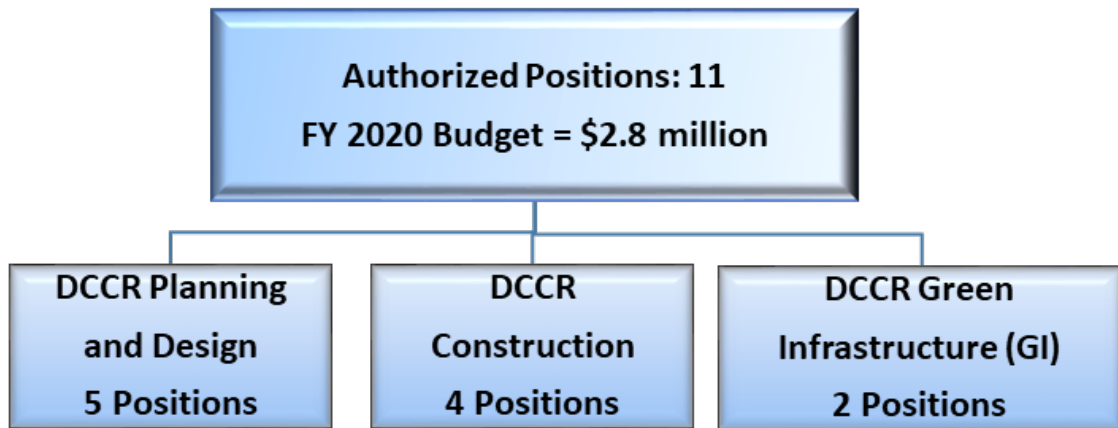 Authorized Positions: 11
FY 2020 Budget = $2.8 million
DCCR Planning
and Design
5 Positions
DCCR
Construction
4 Positions
DCCR Green
Infrastructure (GI)
2 Positions